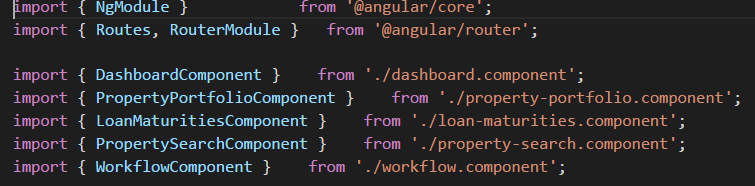 import { NgModule }             from '@angular/core';
import { Routes, RouterModule }   from '@angular/router';
import { DashboardComponent }    from './dashboard.component';
import { PropertyPortfolioComponent }    from './property-portfolio.component';
import { LoanMaturitiesComponent }    from './loan-maturities.component';
import { PropertySearchComponent }    from './property-search.component';
import { WorkflowComponent }    from './workflow.component';